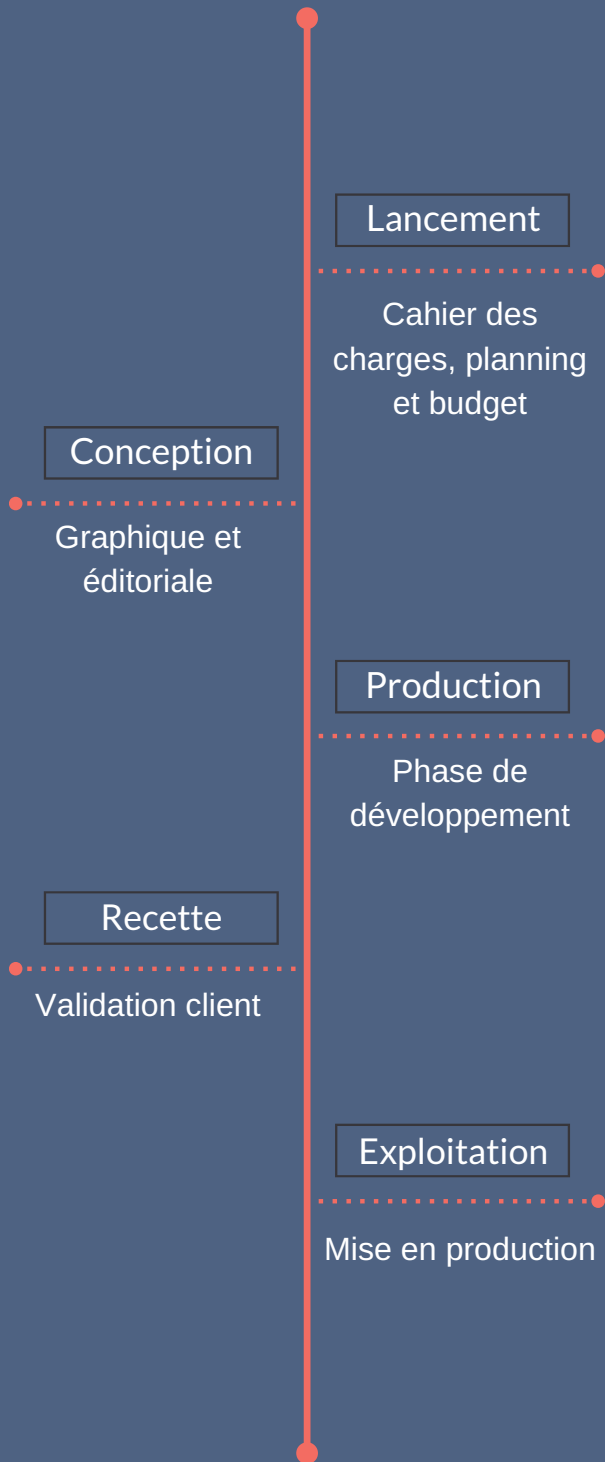 Lancement
Cahier des
charges, planning
et budget
Conception
Graphique et
éditoriale
Production
Phase de
développement
Recette
Validation client
Exploitation
Mise en production